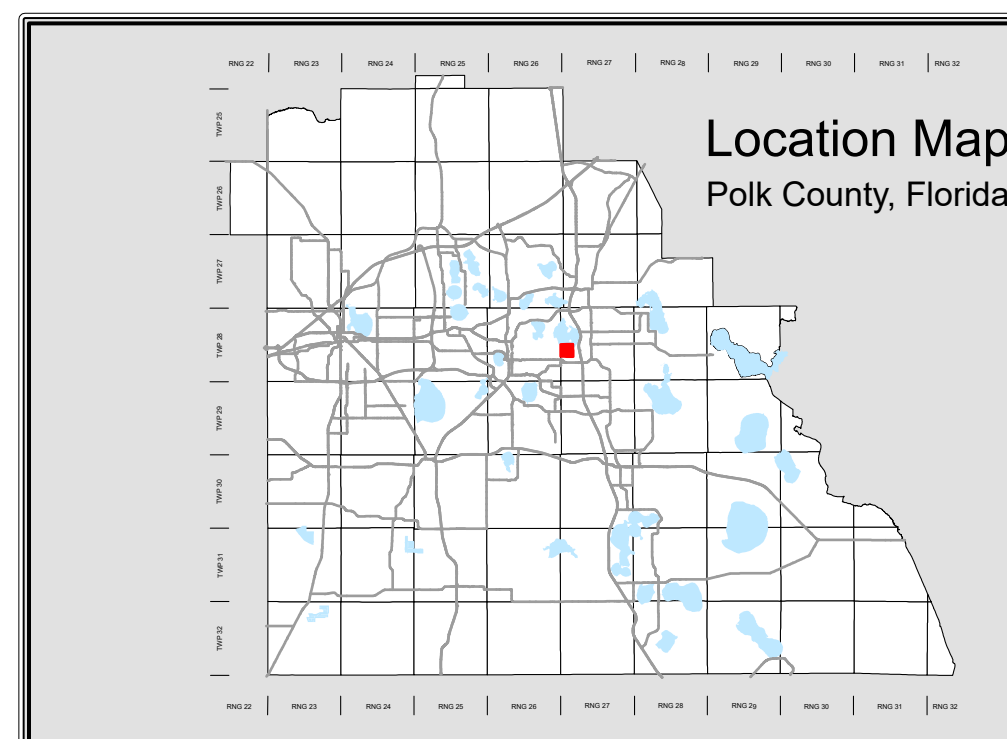 RNG 22 RNG 23 RNG 24 RNG 25 RNG 26 RNG 27 RNG 28 RNG 29 RNG 30 RNG 31 RNG 32
TWP 25
Location Map
Polk County, Florida
TWP 26
TWP 27
TWP 28
TWP 29
TWP 30
TWP 31
TWP 32
RNG 22 RNG 23 RNG 24 RNG 25 RNG 26 RNG 27 RNG 28 RNG 29 RNG 30 RNG 31 RNG 32